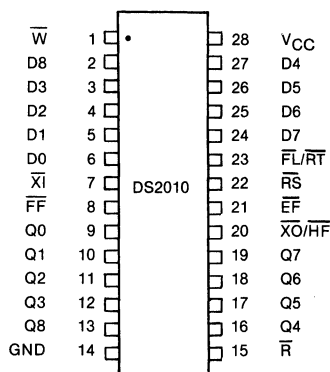 W̅ 1 28 VCC
D8 2 27 D4
D3 3 26 D5
D2 4 25 D6
D1 5 24 D7
D0 6 23 F̅L̅/R̅T̅
X̅I̅ 7 DS2010 22 R̅S̅
F̅F̅ 8 21 E̅F̅
Q0 9 20 X̅O̅/H̅F̅
Q1 10 19 Q7
Q2 11 18 Q6
Q3 12 17 Q5
Q8 13 16 Q4
GND 14 15 R̅